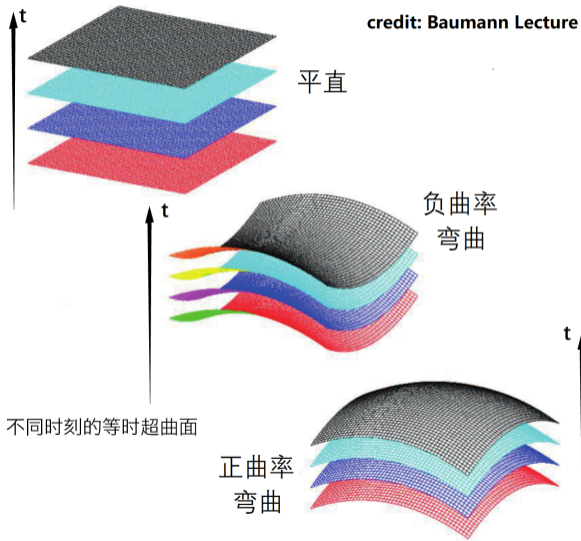 t
credit: Baumann Lecture
平直
t
负曲率
弯曲
t
不同时刻的等时超曲面
正曲率
弯曲